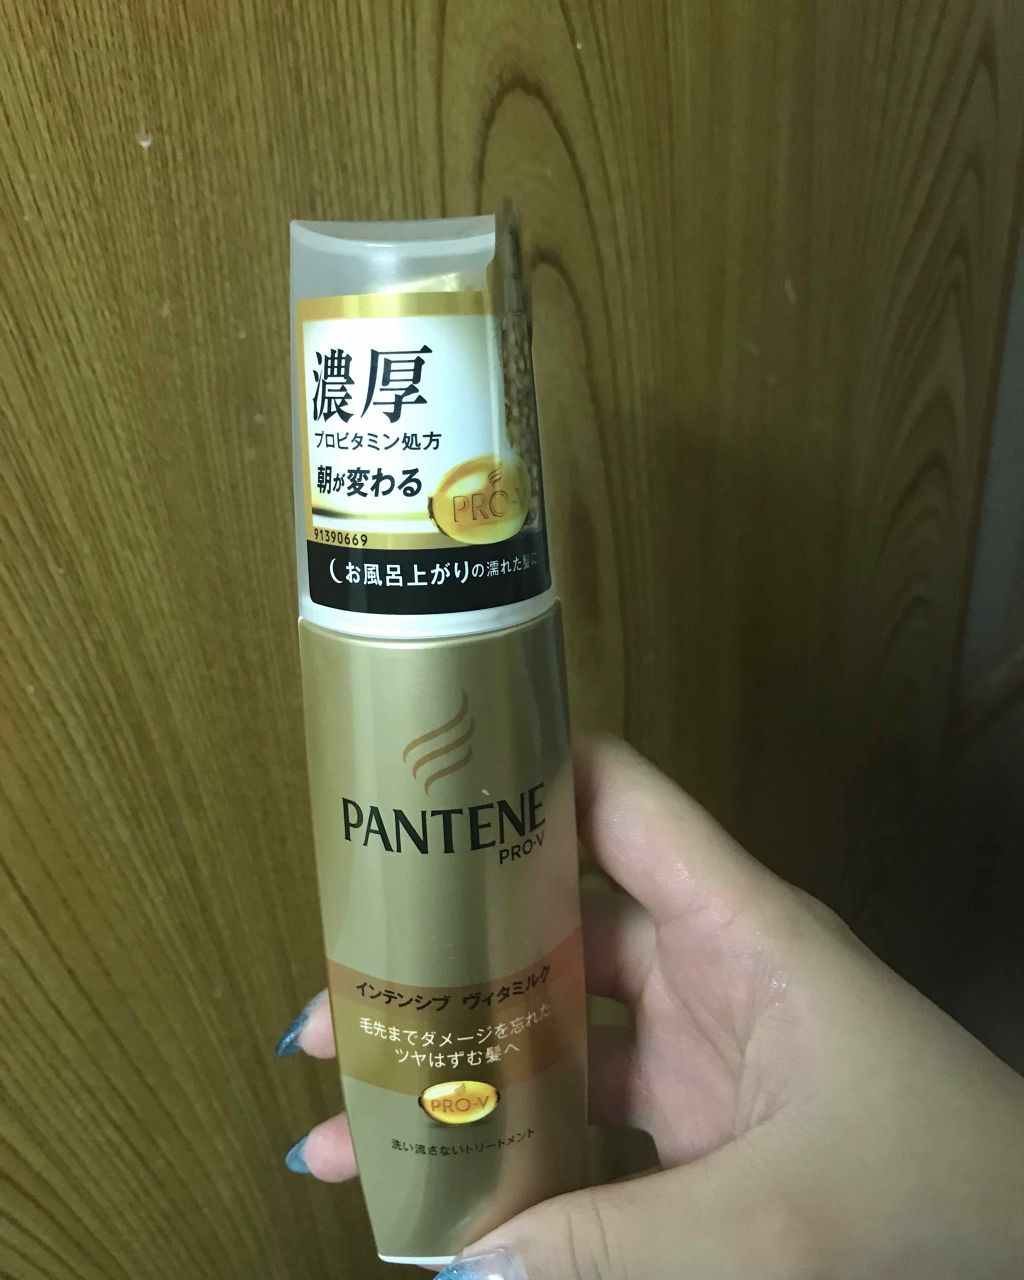 濃厚
プロビタミン処方
朝が変わる
PRO-V
91390669
(お風呂上がりの濡れた髪に
PANTENE
PRO-V
インテンシブ ヴィタミルク
毛先までダメージを忘れた
ツヤはずむ髪へ
PRO-V
洗い流さないトリートメント